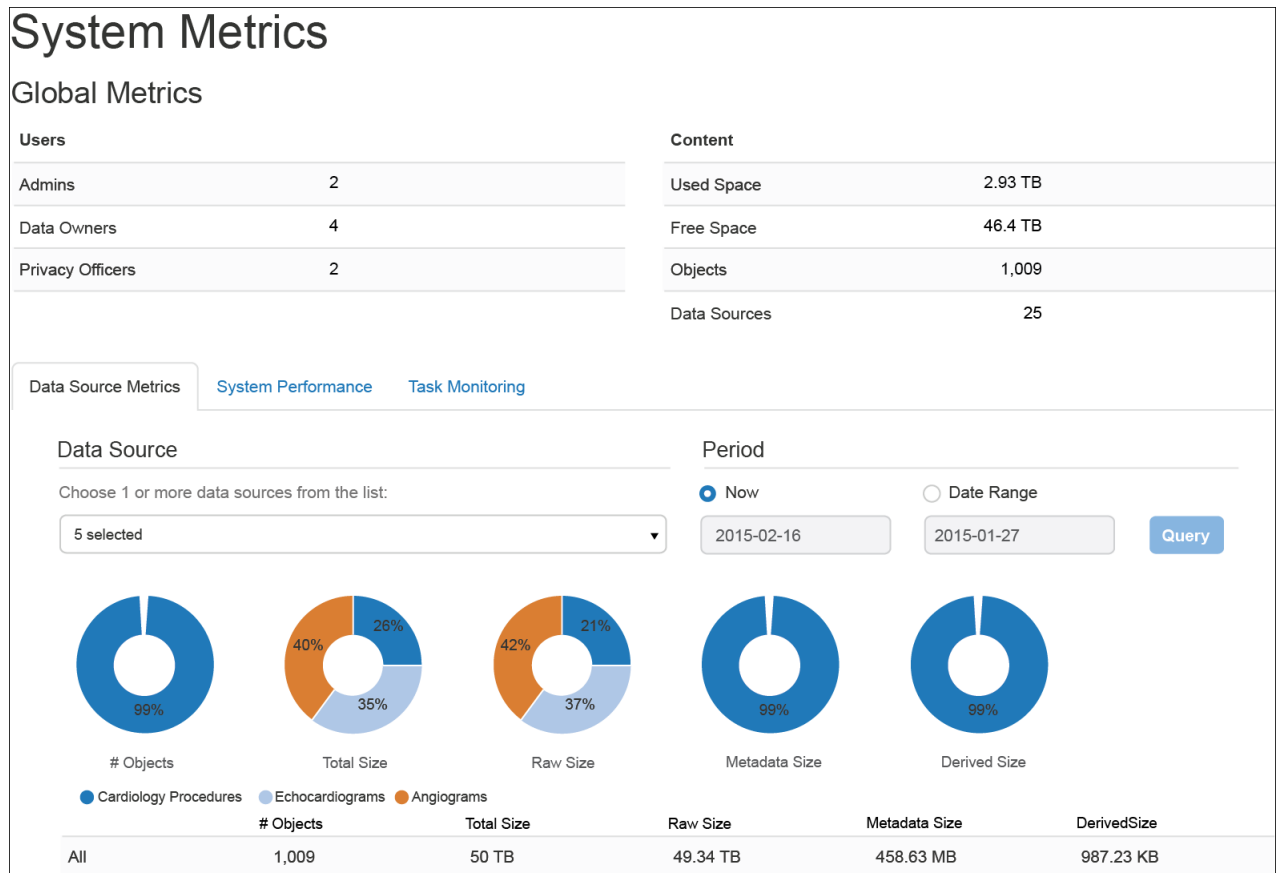 System Metrics
Global Metrics
Users
Admins 2
Data Owners 4
Privacy Officers 2
Content
Used Space 2.93 TB
Free Space 46.4 TB
Objects 1,009
Data Sources 25
Data Source Metrics System Performance Task Monitoring
Data Source
Choose 1 or more data sources from the list:
5 selected
Period
Now Date Range
2015-02-16 2015-01-27 Query
99%
# Objects
26%
40%
35%
Total Size
21%
42%
37%
Raw Size
99%
Metadata Size
99%
Derived Size
Cardiology Procedures Echocardiograms Angiograms
# Objects Total Size Raw Size Metadata Size DerivedSize
All 1,009 50 TB 49.34 TB 458.63 MB 987.23 KB